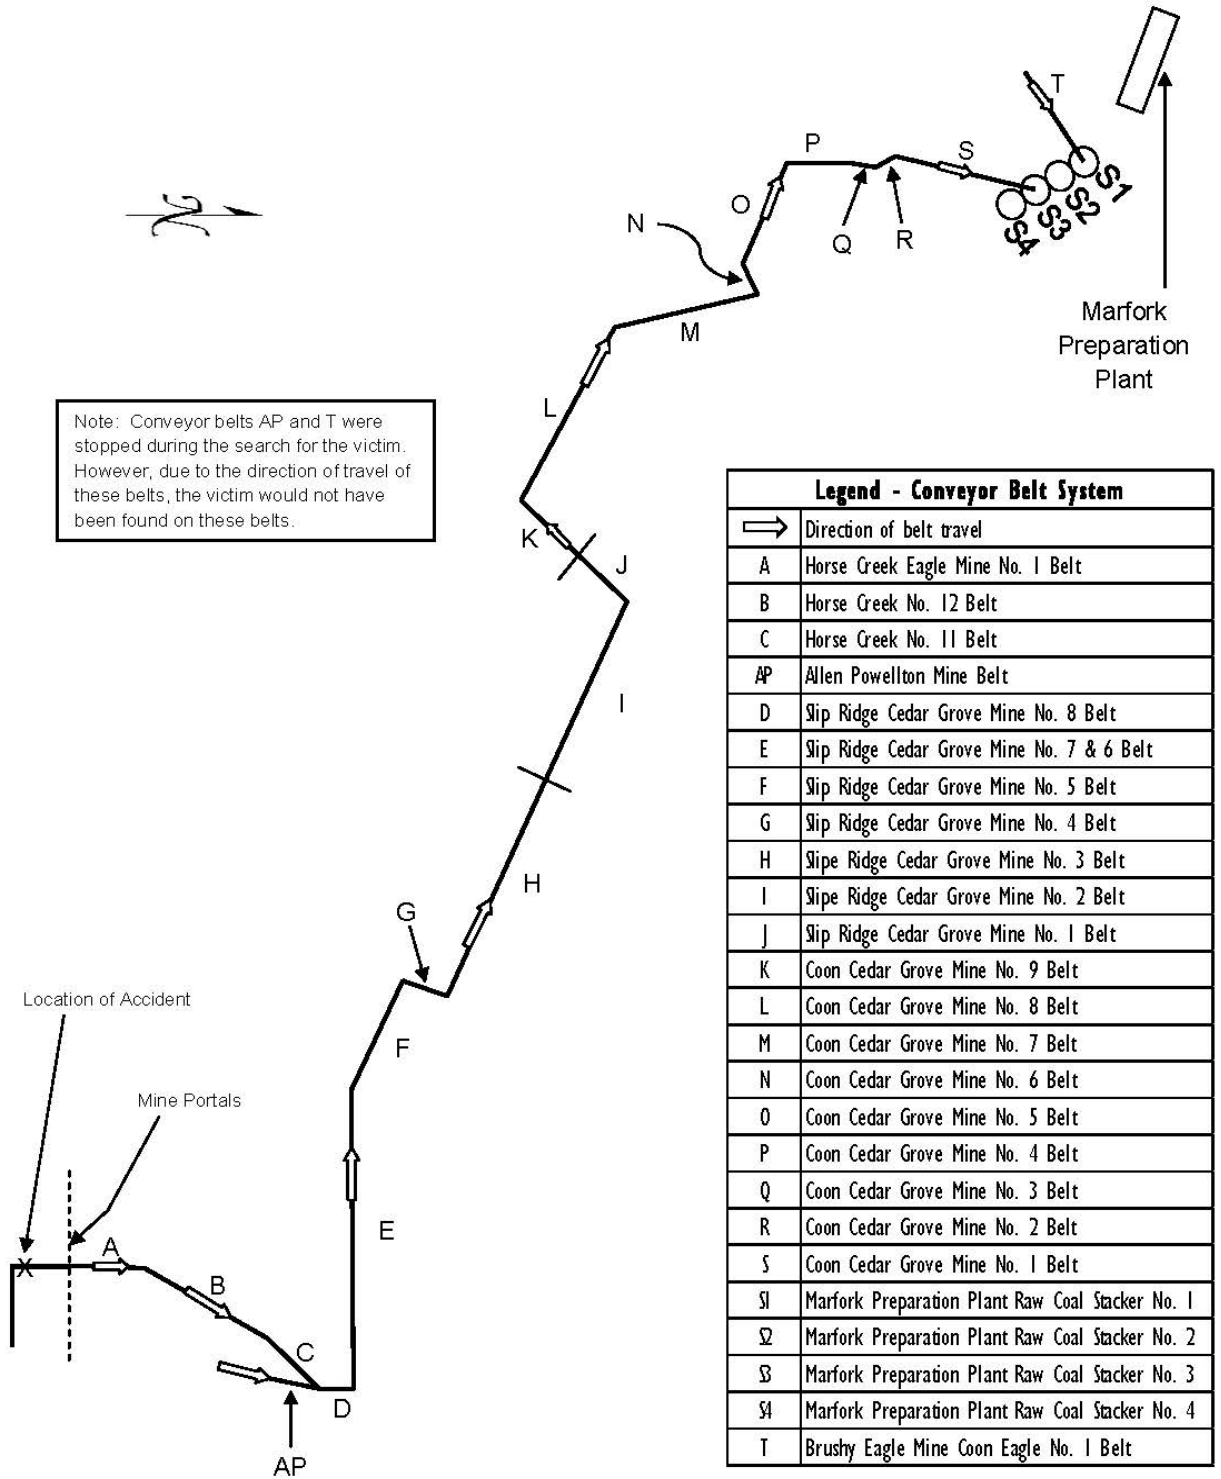 T
P
S
O
N
Q
R
S1
S2
S3
S4
N
M
Marfork
Preparation
Plant
L
Note: Conveyor belts AP and T were
stopped during the search for the victim.
However, due to the direction of travel of
these belts, the victim would not have
been found on these belts.
K
J
I
H
G
F
Location of Accident
Mine Portals
X
A
B
E
C
D
AP
Legend - Conveyor Belt System
Direction of belt travel
A Horse Creek Eagle Mine No. 1 Belt
B Horse Creek No. 12 Belt
C Horse Creek No. 11 Belt
AP Allen Powellton Mine Belt
D Slip Ridge Cedar Grove Mine No. 8 Belt
E Slip Ridge Cedar Grove Mine No. 7 & 6 Belt
F Slip Ridge Cedar Grove Mine No. 5 Belt
G Slip Ridge Cedar Grove Mine No. 4 Belt
H Slipe Ridge Cedar Grove Mine No. 3 Belt
I Slipe Ridge Cedar Grove Mine No. 2 Belt
J Slip Ridge Cedar Grove Mine No. 1 Belt
K Coon Cedar Grove Mine No. 9 Belt
L Coon Cedar Grove Mine No. 8 Belt
M Coon Cedar Grove Mine No. 7 Belt
N Coon Cedar Grove Mine No. 6 Belt
O Coon Cedar Grove Mine No. 5 Belt
P Coon Cedar Grove Mine No. 4 Belt
Q Coon Cedar Grove Mine No. 3 Belt
R Coon Cedar Grove Mine No. 2 Belt
S Coon Cedar Grove Mine No. 1 Belt
S1 Marfork Preparation Plant Raw Coal Stacker No. 1
S2 Marfork Preparation Plant Raw Coal Stacker No. 2
S3 Marfork Preparation Plant Raw Coal Stacker No. 3
S4 Marfork Preparation Plant Raw Coal Stacker No. 4
T Brushy Eagle Mine Coon Eagle No. 1 Belt